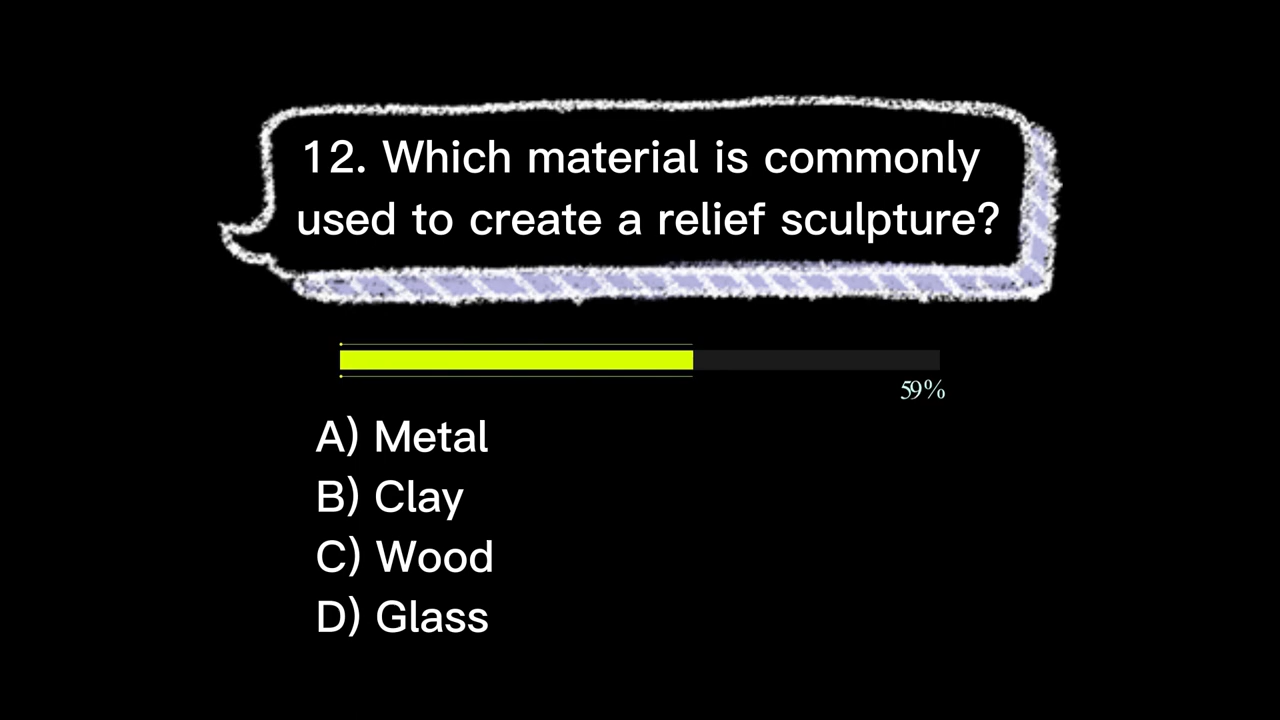 12. Which material is commonly
used to create a relief sculpture?
59%
A) Metal
B) Clay
C) Wood
D) Glass